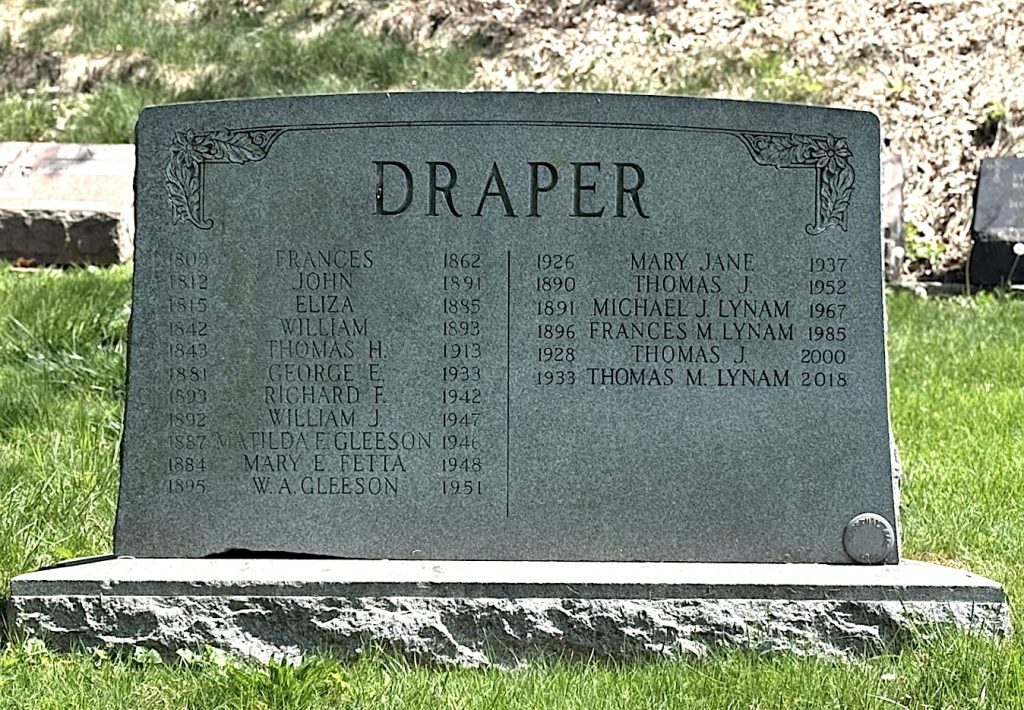 DRAPER
1809 FRANCES 1862
1812 JOHN 1891
1815 ELIZA 1885
1842 WILLIAM 1893
1843 THOMAS H. 1913
1881 GEORGE E. 1933
1893 RICHARD F. 1942
1892 WILLIAM J. 1947
1887 MATILDA F. GLEESON 1946
1884 MARY E. FETTA 1948
1895 W. A. GLEESON 1951
1926 MARY JANE 1937
1890 THOMAS J. 1952
1891 MICHAEL J. LYNAM 1967
1896 FRANCES M. LYNAM 1985
1928 THOMAS J. 2000
1933 THOMAS M. LYNAM 2018